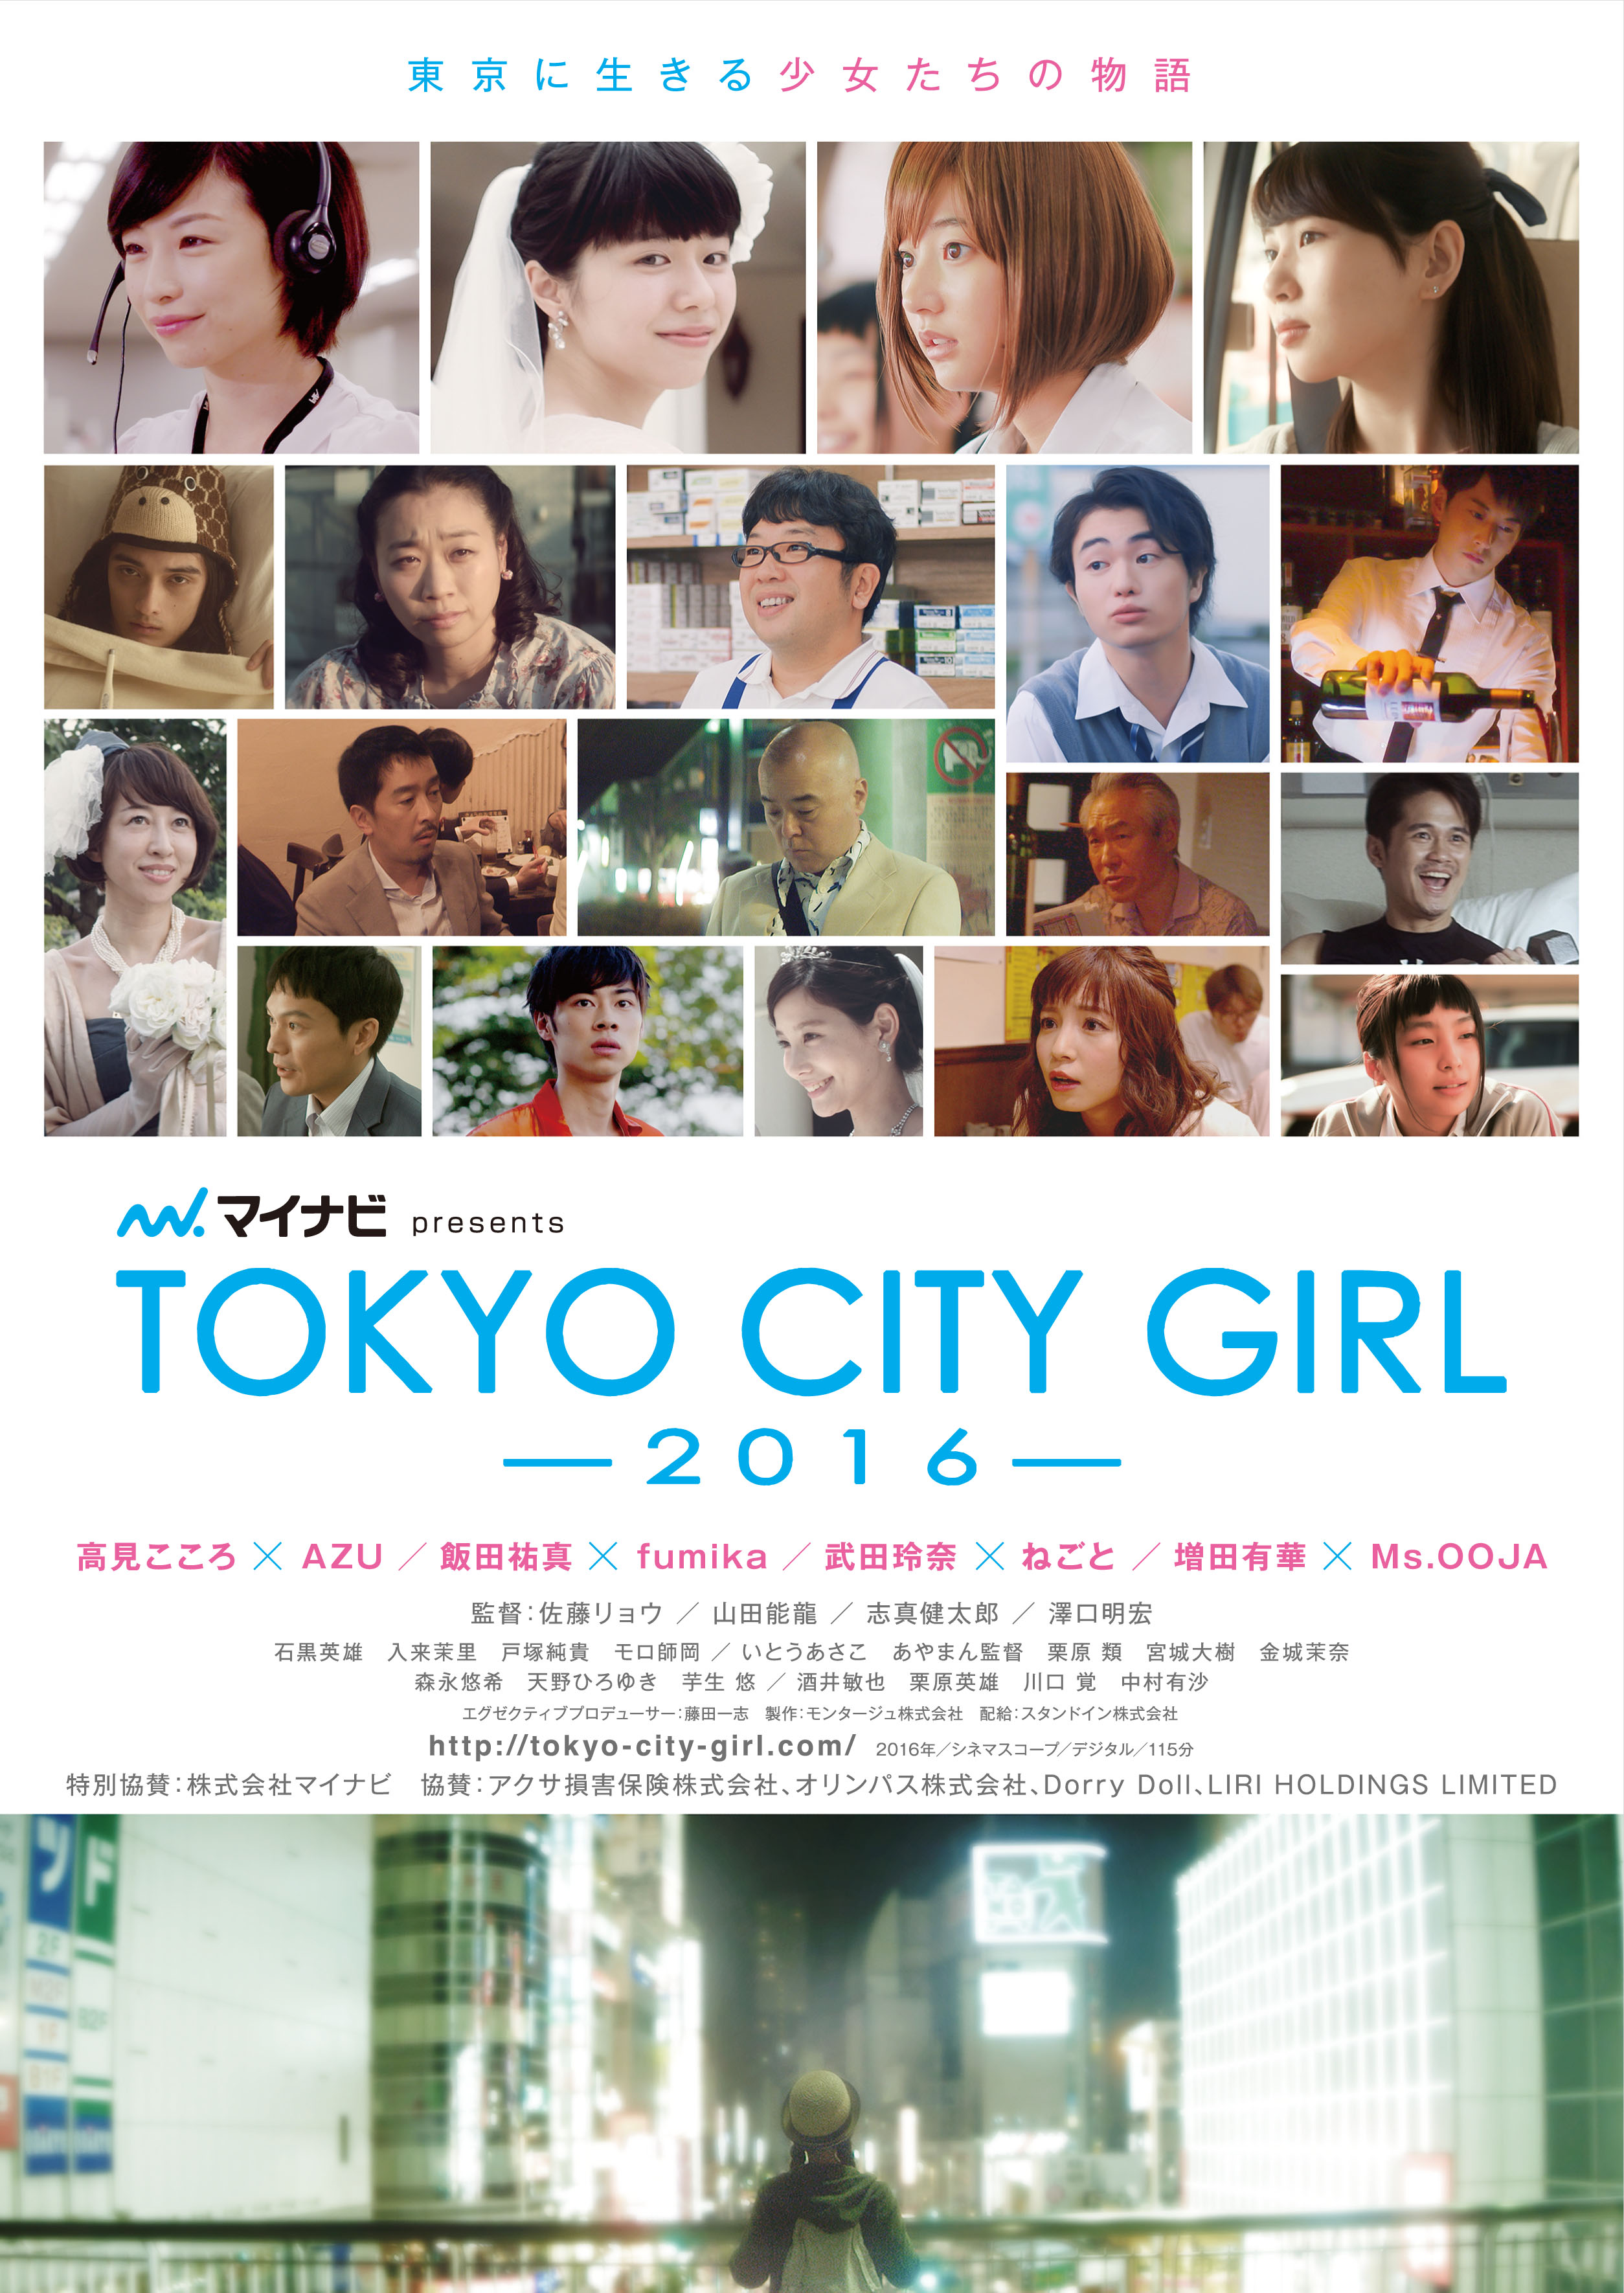 東京に生きる少女たちの物語
マイナビ presents
TOKYO CITY GIRL
—2016—
高見こころ × AZU ／ 飯田祐真 × fumika ／ 武田玲奈 × ねごと ／ 増田有華 × Ms.OOJA
監督：佐藤リョウ ／ 山田能龍 ／ 志真健太郎 ／ 澤口明宏
石黒英雄　入来茉里　戸塚純貴　モロ師岡 ／ いとうあさこ　あやまん監督　栗原 類　宮城大樹　金城茉奈
森永悠希　天野ひろゆき　芋生 悠 ／ 酒井敏也　栗原英雄　川口 覚　中村有沙
エグゼクティブプロデューサー：藤田一志　製作：モンタージュ株式会社　配給：スタンドイン株式会社
http://tokyo-city-girl.com/　2016年／シネマスコープ／デジタル／115分
特別協賛：株式会社マイナビ　協賛：アクサ損害保険株式会社、オリンパス株式会社、Dorry Doll、LIRI HOLDINGS LIMITED
ンド
2F
B2F
1F
B1F